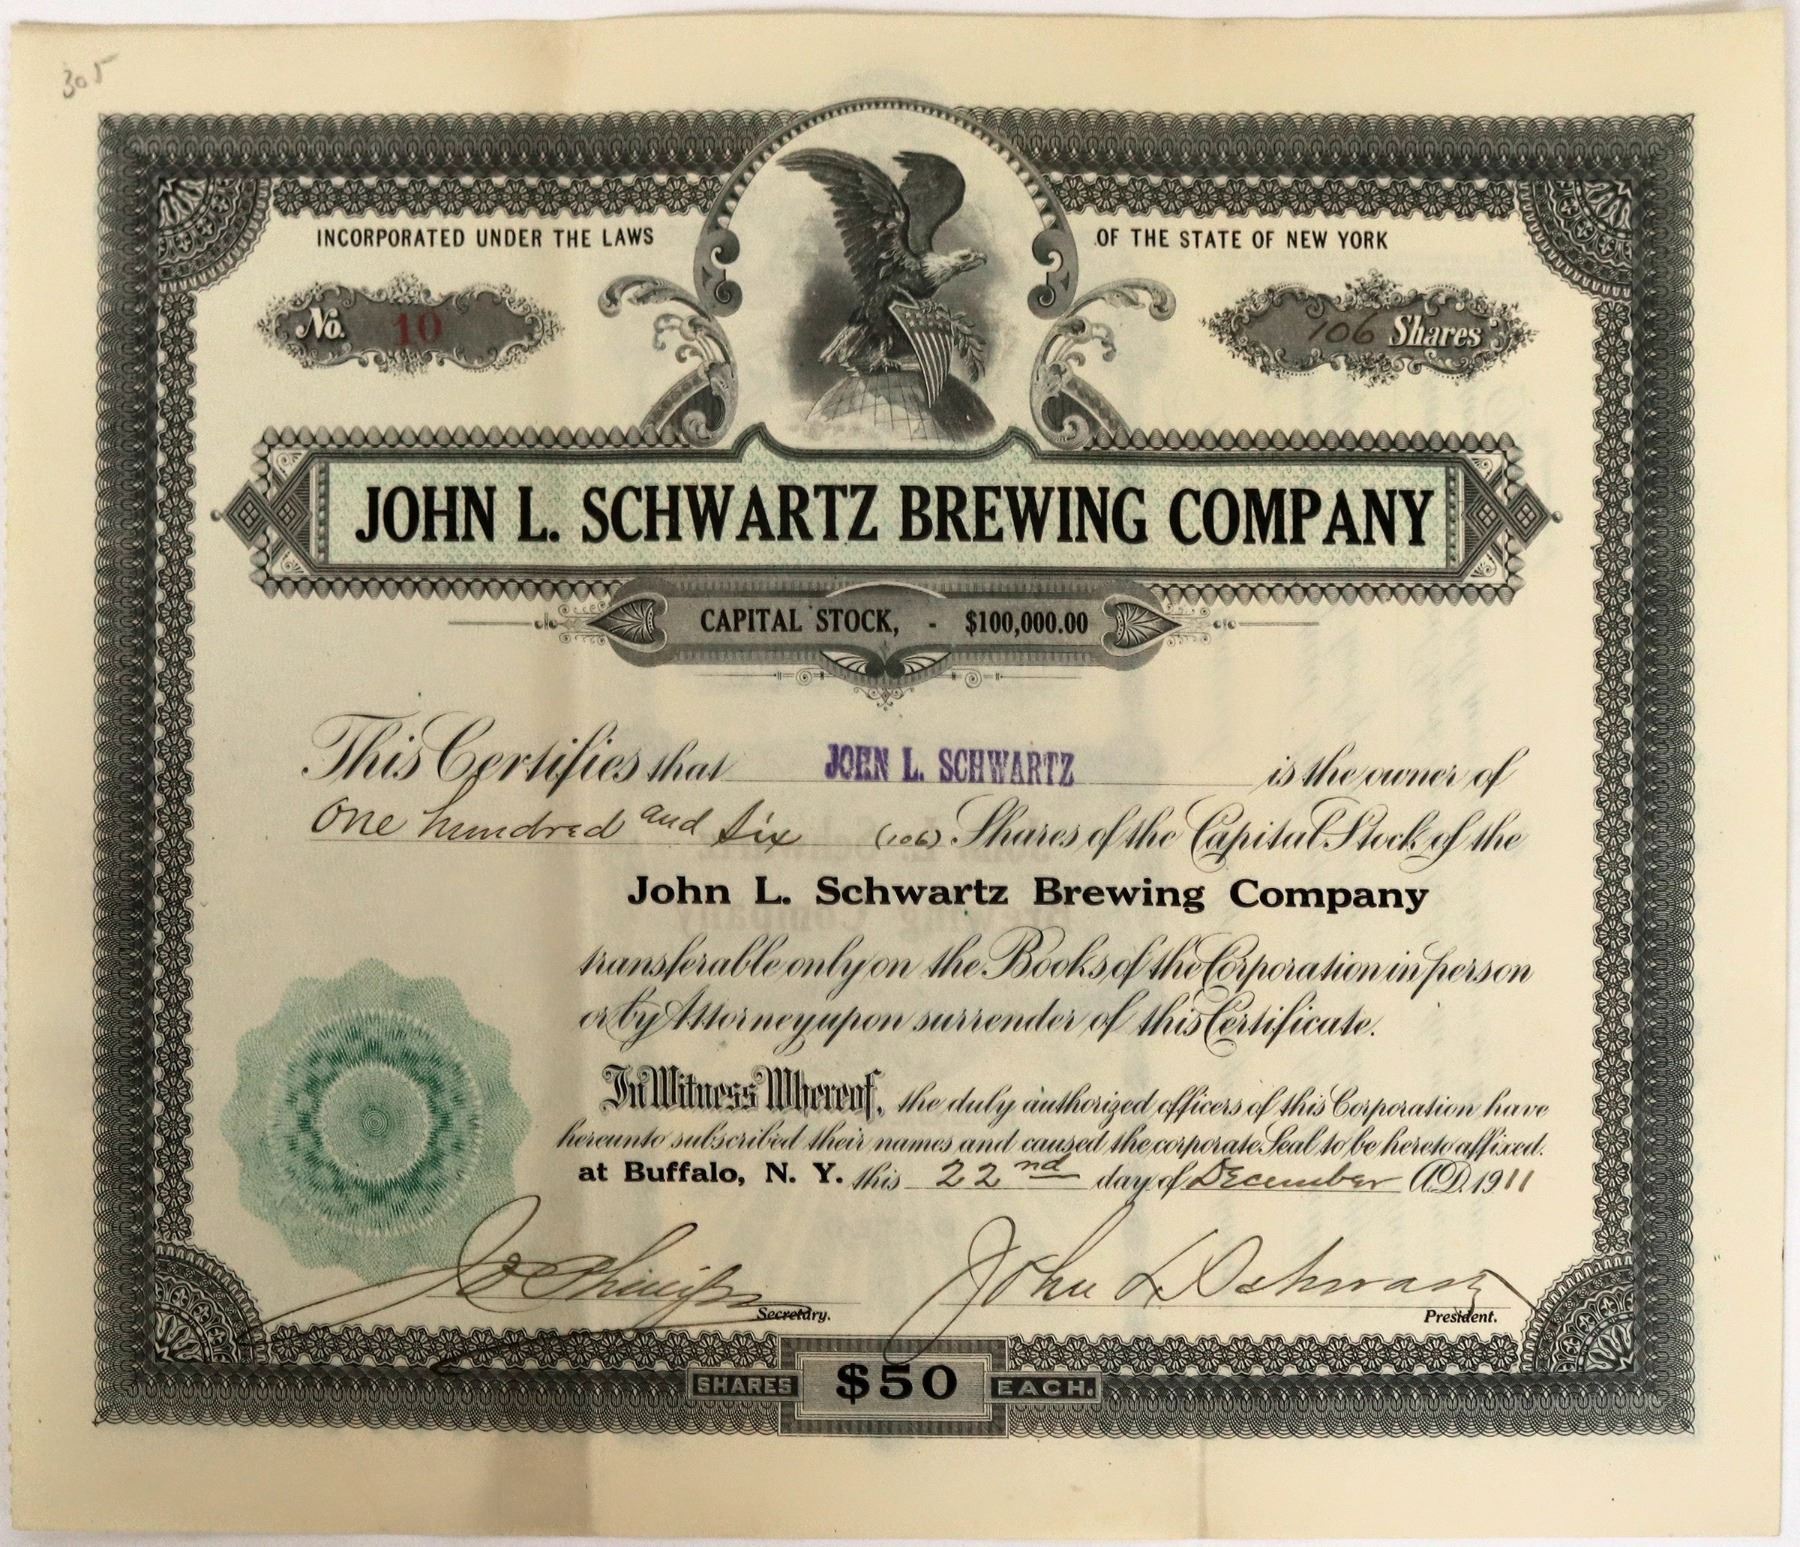 305
INCORPORATED UNDER THE LAWS OF THE STATE OF NEW YORK
No. 10
106 Shares
JOHN L. SCHWARTZ BREWING COMPANY
CAPITAL STOCK, - $100,000.00
This Certifies that JOHN L. SCHWARTZ is the owner of
One hundred and six (106) Shares of the Capital Stock of the
John L. Schwartz Brewing Company
transferable only on the Books of the Corporation in person
or by Attorney upon surrender of this Certificate.
In Witness Whereof, the duly authorized officers of this Corporation have
hereunto subscribed their names and caused the corporate Seal to be hereto affixed.
at Buffalo, N. Y. this 22nd day of December A.D. 1911
John L Schwartz
Secretary.
President.
SHARES $50 EACH.